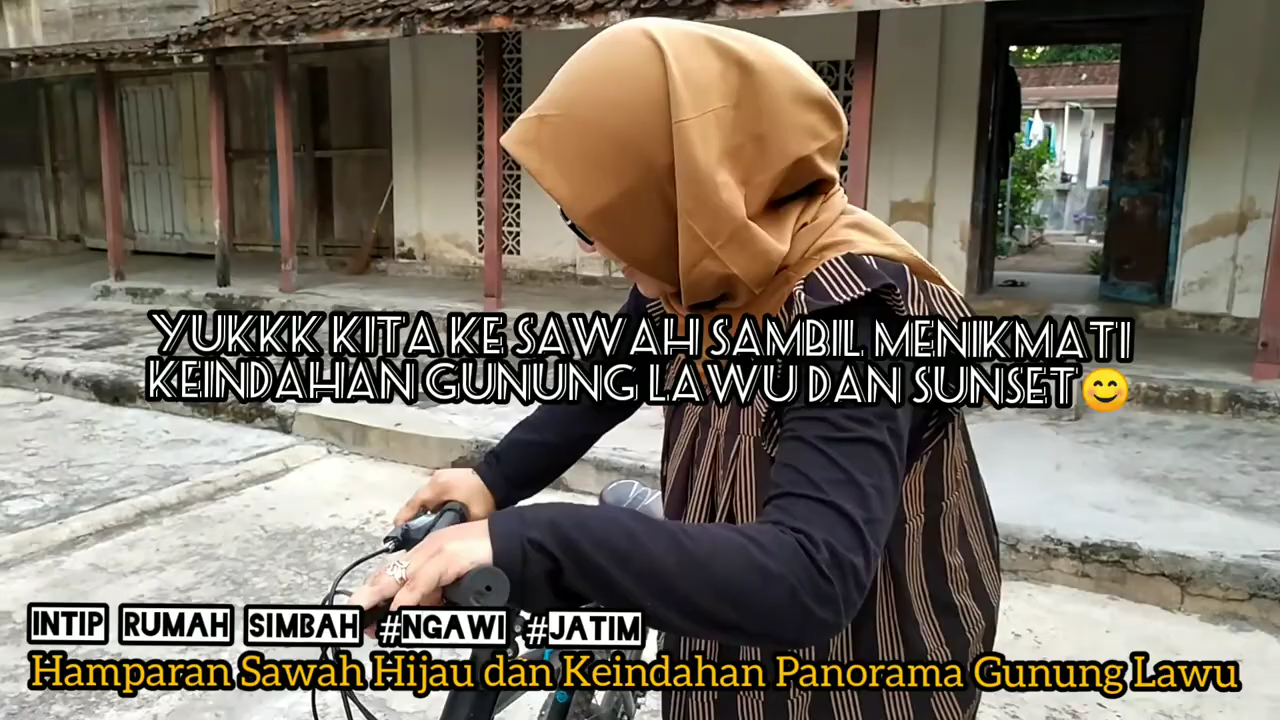 YUKKK KITA KE SAWAH SAMBIL MENIKMATI
KEINDAHAN GUNUNG LAWU DAN SUNSET😊
INTIP RUMAH SIMBAH #NGAWI #JATIM
Hamparan Sawah Hijau dan Keindahan Panorama Gunung Lawu